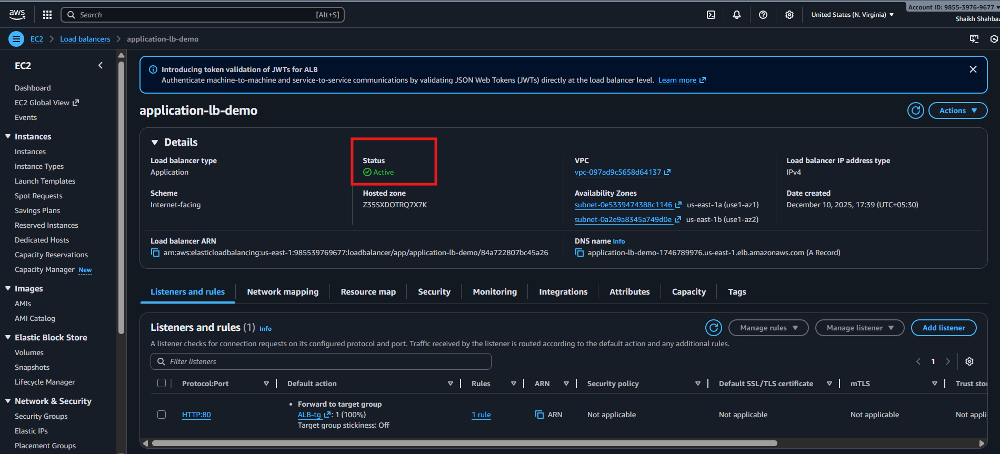 aws
Search [Alt+S]
United States (N. Virginia)
Account ID: 9855-3976-9677
Shaikh Shahbaz
EC2 Load balancers application-lb-demo
EC2
Dashboard
EC2 Global View
Events
Instances
Instances
Instance Types
Launch Templates
Spot Requests
Savings Plans
Reserved Instances
Dedicated Hosts
Capacity Reservations
Capacity Manager New
Images
AMIs
AMI Catalog
Elastic Block Store
Volumes
Snapshots
Lifecycle Manager
Network & Security
Security Groups
Elastic IPs
Placement Groups
Introducing token validation of JWTs for ALB
Authenticate machine-to-machine and service-to-service communications by validating JSON Web Tokens (JWTs) directly at the load balancer level. Learn more
application-lb-demo
Actions
Details
Load balancer type
Application
Status
Active
VPC
vpc-097ad9c5658d64137
Load balancer IP address type
IPv4
Scheme
Internet-facing
Hosted zone
Z35SXDOTRQ7X7K
Availability Zones
subnet-0e5339474388c1146 us-east-1a (use1-az1)
subnet-0a2e9a8345a749d0e us-east-1b (use1-az2)
Date created
December 10, 2025, 17:39 (UTC+05:30)
Load balancer ARN
arn:aws:elasticloadbalancing:us-east-1:985539769677:loadbalancer/app/application-lb-demo/84a722807bc45a26
DNS name Info
application-lb-demo-1746789976.us-east-1.elb.amazonaws.com (A Record)
Listeners and rules Network mapping Resource map Security Monitoring Integrations Attributes Capacity Tags
Listeners and rules (1) Info
Manage rules Manage listener Add listener
A listener checks for connection requests on its configured protocol and port. Traffic received by the listener is routed according to the default action and any additional rules.
Filter listeners
1
Protocol:Port Default action Rules ARN Security policy Default SSL/TLS certificate mTLS Trust stor
HTTP:80
• Forward to target group
ALB-tg : 1 (100%)
Target group stickiness: Off
1 rule
ARN
Not applicable
Not applicable
Not applicable
Not appli